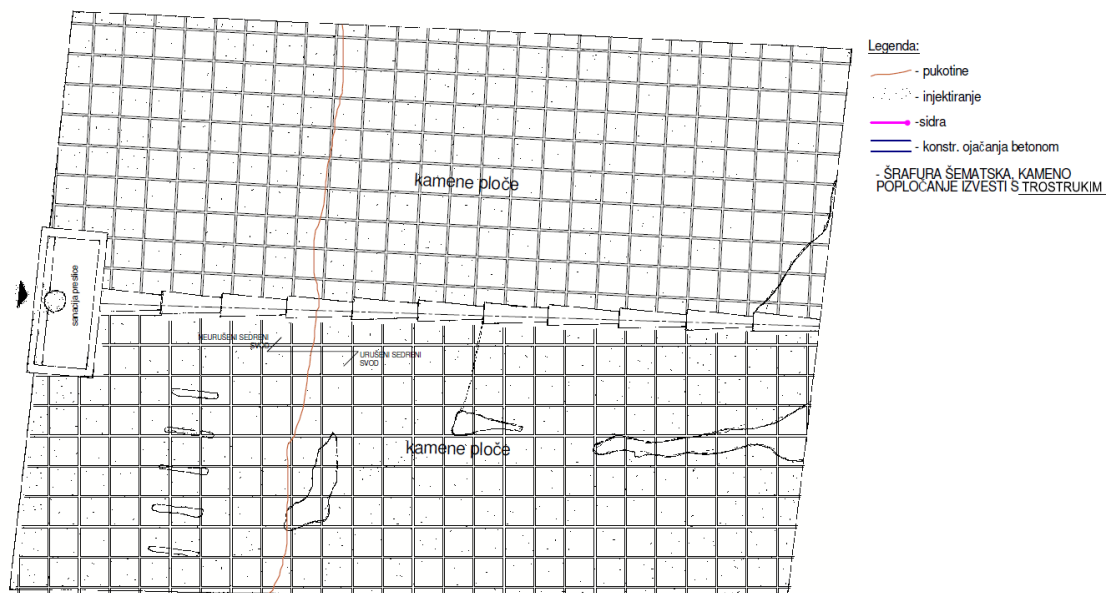 Legenda:
- pukotine
- injektiranje
-sidra
- konstr. ojačanja betonom
- ŠRAFURA ŠEMATSKA, KAMENO
POPLOČANJE IZVESTI S TROSTRUKIM
kamene ploče
sanacija preslice
NEURUŠENI SEDRENI
SVOD
URUŠENI SEDRENI
SVOD
kamene ploče